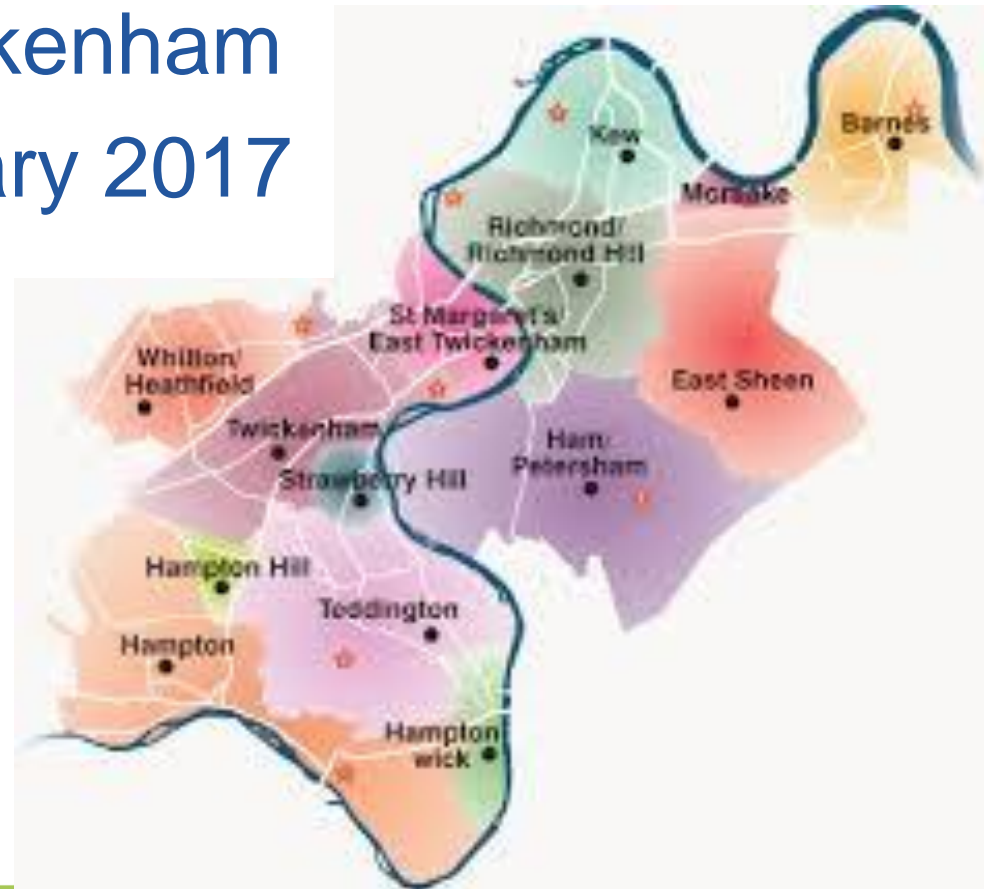 kenham
ary 2017
Kew
Barnes
Mortlake
Richmond/
Richmond Hill
St Margaret's/
East Twickenham
Whitton/
Heathfield
East Sheen
Twickenham
Ham/
Petersham
Strawberry Hill
Hampton Hill
Teddington
Hampton
Hampton
wick